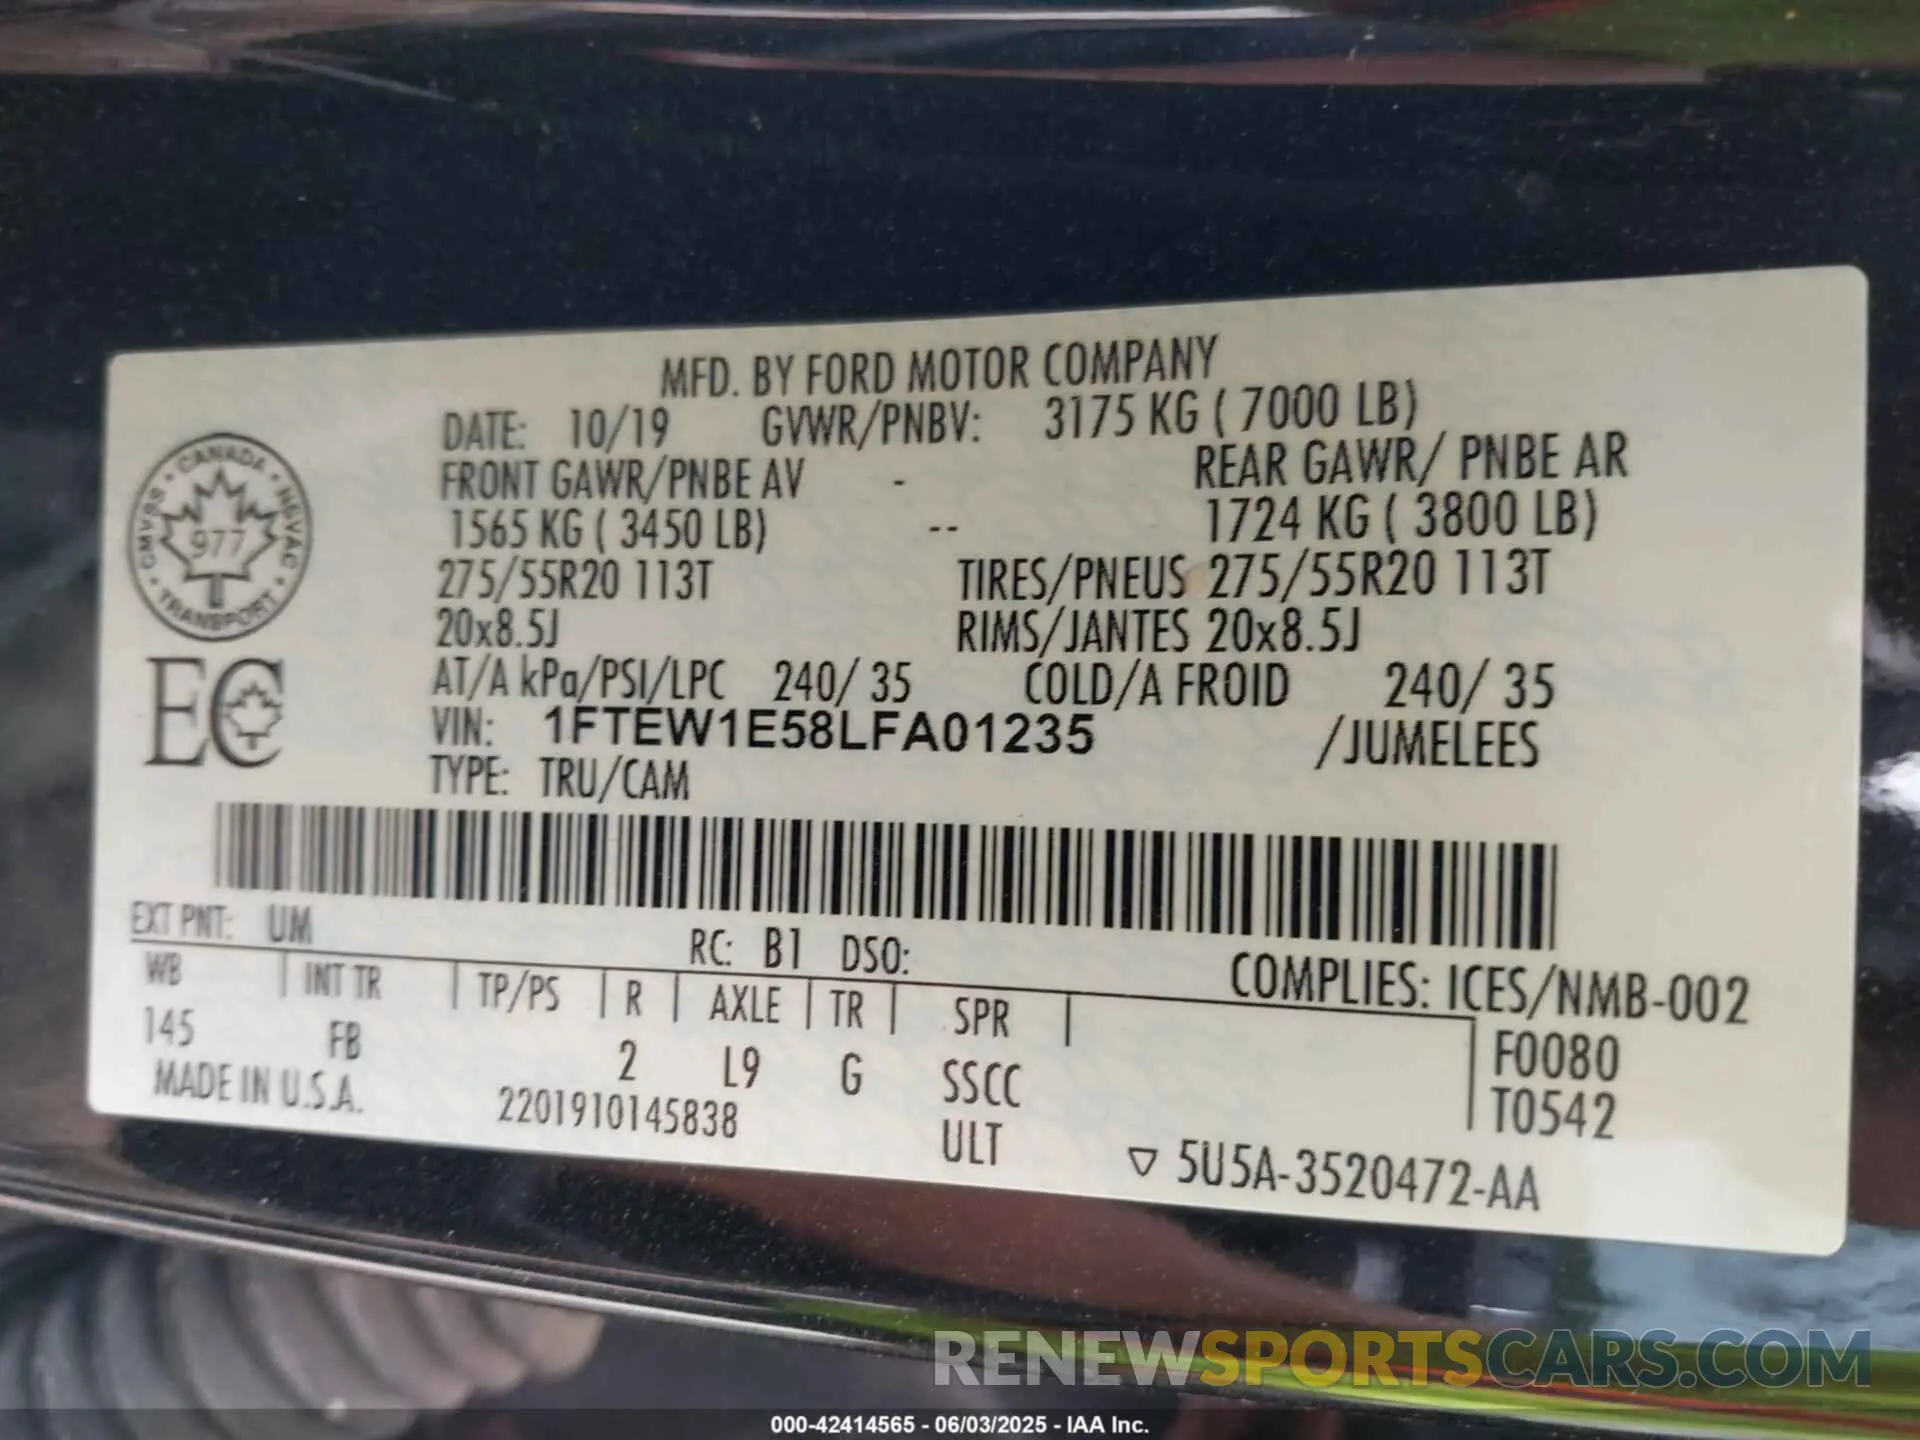 MFD. BY FORD MOTOR COMPANY
DATE: 10/19 GVWR/PNBV: 3175 KG ( 7000 LB)
FRONT GAWR/PNBE AV - REAR GAWR/ PNBE AR
1565 KG ( 3450 LB) -- 1724 KG ( 3800 LB)
275/55R20 113T TIRES/PNEUS 275/55R20 113T
20x8.5J RIMS/JANTES 20x8.5J
AT/A kPa/PSI/LPC 240/ 35 COLD/A FROID 240/ 35
VIN: 1FTEW1E58LFA01235 /JUMELEES
TYPE: TRU/CAM
CANADA · NSVAC · TRANSPORT · CMVSS
977
EC
EXT PNT: UM RC: B1 DSO:
COMPLIES: ICES/NMB-002
WB | INT TR | TP/PS | R | AXLE | TR | SPR |
145 FB 2 L9 G SSCC F0080
MADE IN U.S.A. 2201910145838 ULT T0542
▽ 5U5A-3520472-AA
RENEWSPORTSCARS.COM
000-42414565 - 06/03/2025 - IAA Inc.